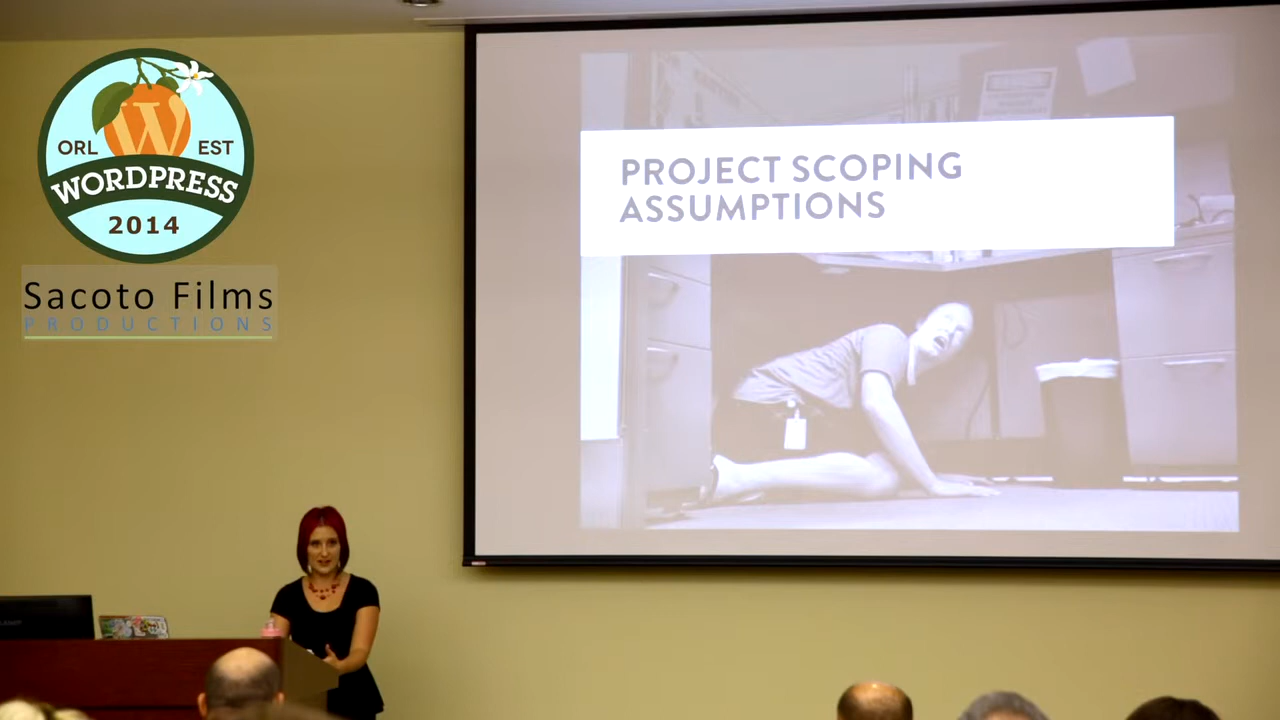 ORL EST
WORDPRESS
2014
Sacoto Films
PRODUCTIONS
PROJECT SCOPING
ASSUMPTIONS